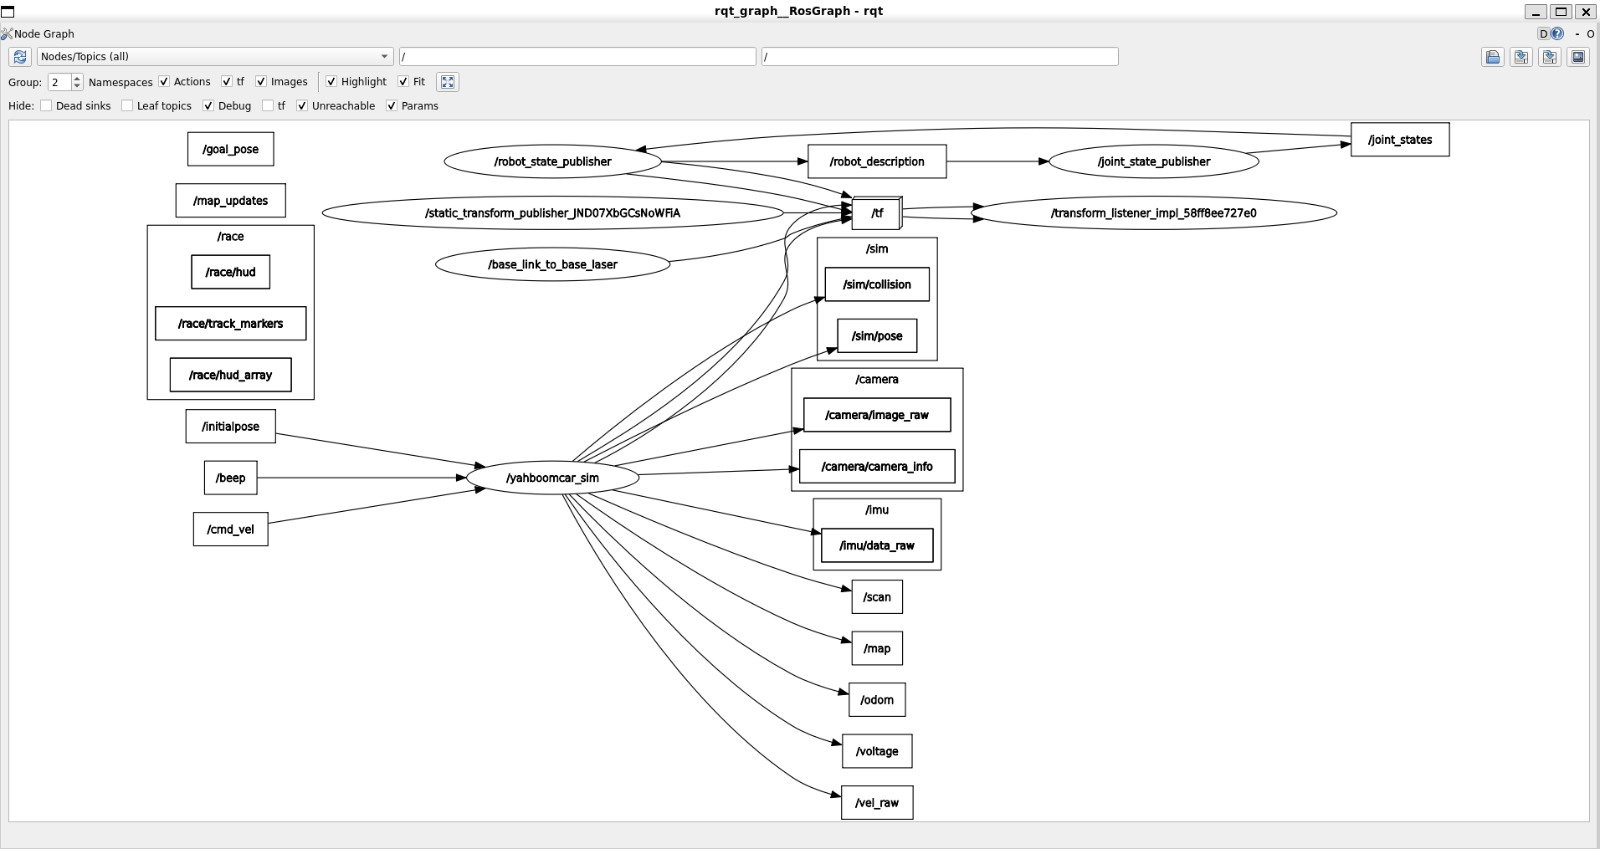 rqt_graph__RosGraph - rqt
Node Graph
D
- O
Nodes/Topics (all)
/
/
Group: 2 Namespaces Actions tf Images Highlight Fit
Hide: Dead sinks Leaf topics Debug tf Unreachable Params
/goal_pose
/map_updates
/race
/race/hud
/race/track_markers
/race/hud_array
/initialpose
/beep
/cmd_vel
/robot_state_publisher
/static_transform_publisher_JND07XbGCsNoWFiA
/base_link_to_base_laser
/yahboomcar_sim
/robot_description
/tf
/sim
/sim/collision
/sim/pose
/camera
/camera/image_raw
/camera/camera_info
/imu
/imu/data_raw
/scan
/map
/odom
/voltage
/vel_raw
/joint_state_publisher
/transform_listener_impl_58ff8ee727e0
/joint_states